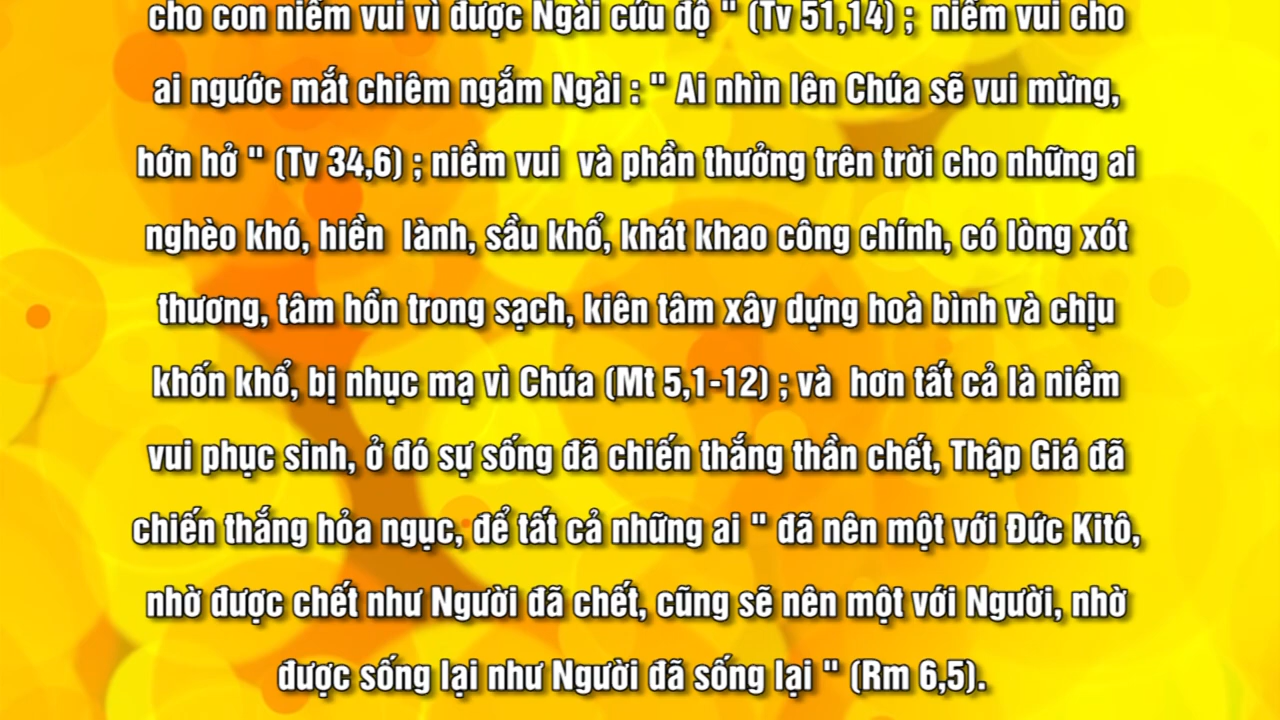 cho con niềm vui vì được Ngài cứu độ " (Tv 51,14) ;  niềm vui cho
ai ngước mắt chiêm ngắm Ngài : " Ai nhìn lên Chúa sẽ vui mừng,
hớn hở " (Tv 34,6) ; niềm vui  và phần thưởng trên trời cho những ai
nghèo khó, hiền  lành, sầu khổ, khát khao công chính, có lòng xót
thương, tâm hồn trong sạch, kiên tâm xây dựng hoà bình và chịu
khốn khổ, bị nhục mạ vì Chúa (Mt 5,1-12) ; và  hơn tất cả là niềm
vui phục sinh, ở đó sự sống đã chiến thắng thần chết, Thập Giá đã
chiến thắng hỏa ngục, để tất cả những ai " đã nên một với Đức Kitô,
nhờ được chết như Người đã chết, cũng sẽ nên một với Người, nhờ
được sống lại như Người đã sống lại " (Rm 6,5).